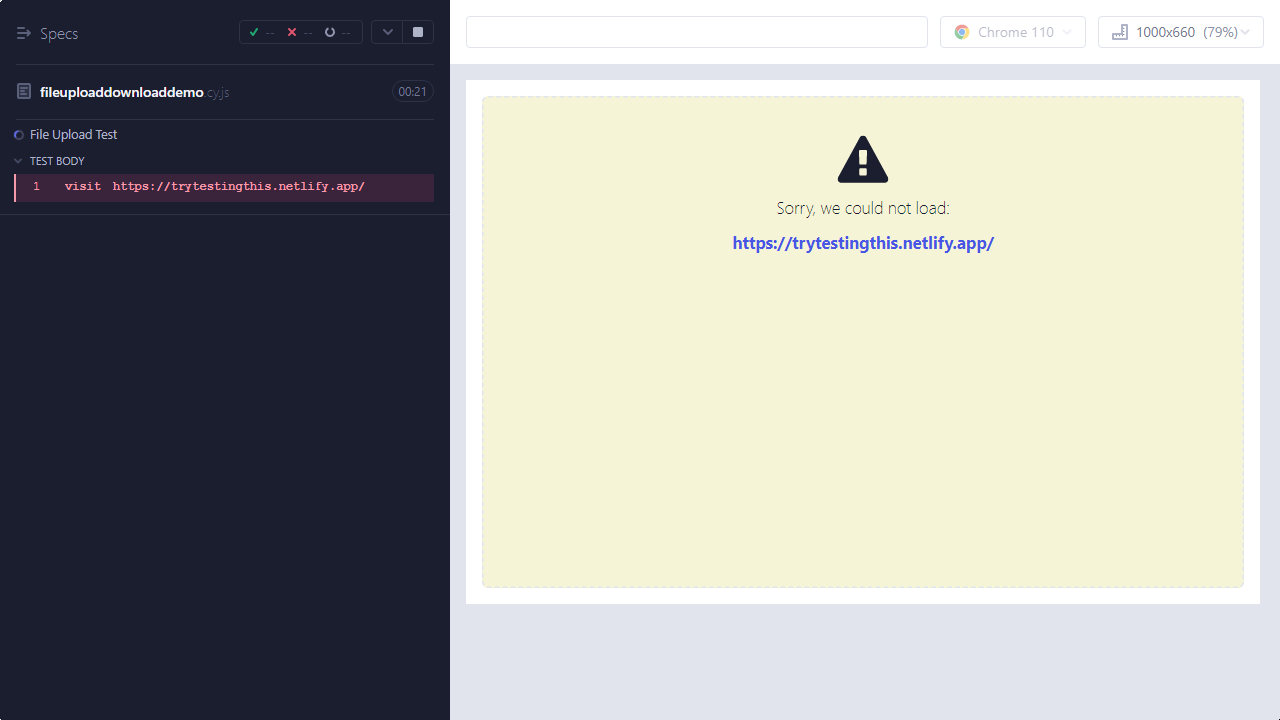 Specs
-- -- --
fileuploaddownloaddemo.cy.js 00:21
File Upload Test
TEST BODY
1 visit https://trytestingthis.netlify.app/
Chrome 110
1000x660 (79%)
Sorry, we could not load:
https://trytestingthis.netlify.app/